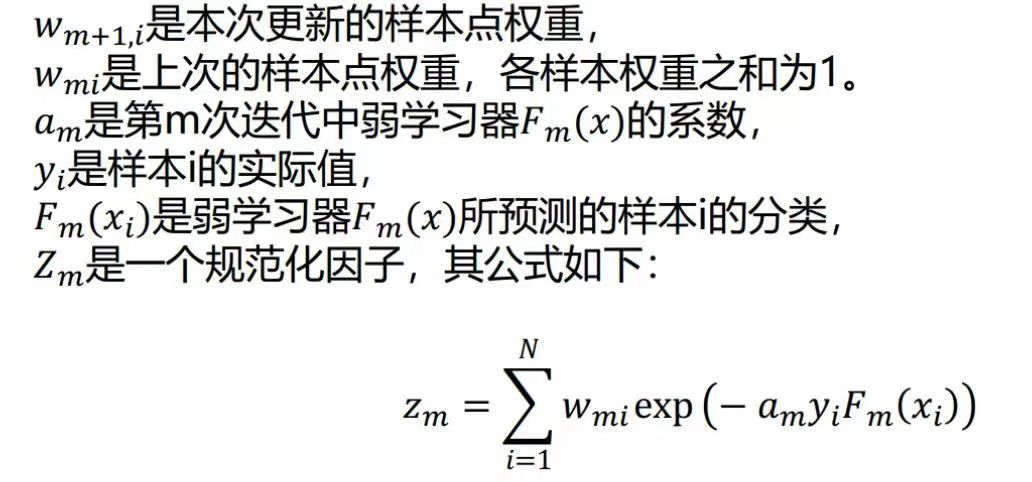 $w_{m+1,i}$是本次更新的样本点权重，
$w_{mi}$是上次的样本点权重，各样本权重之和为1。
$a_m$是第m次迭代中弱学习器$F_m(x)$的系数，
$y_i$是样本i的实际值，
$F_m(x_i)$是弱学习器$F_m(x)$所预测的样本i的分类，
$Z_m$是一个规范化因子，其公式如下：
$z_m = \sum_{i=1}^{N} w_{mi} \exp(- a_m y_i F_m(x_i))$